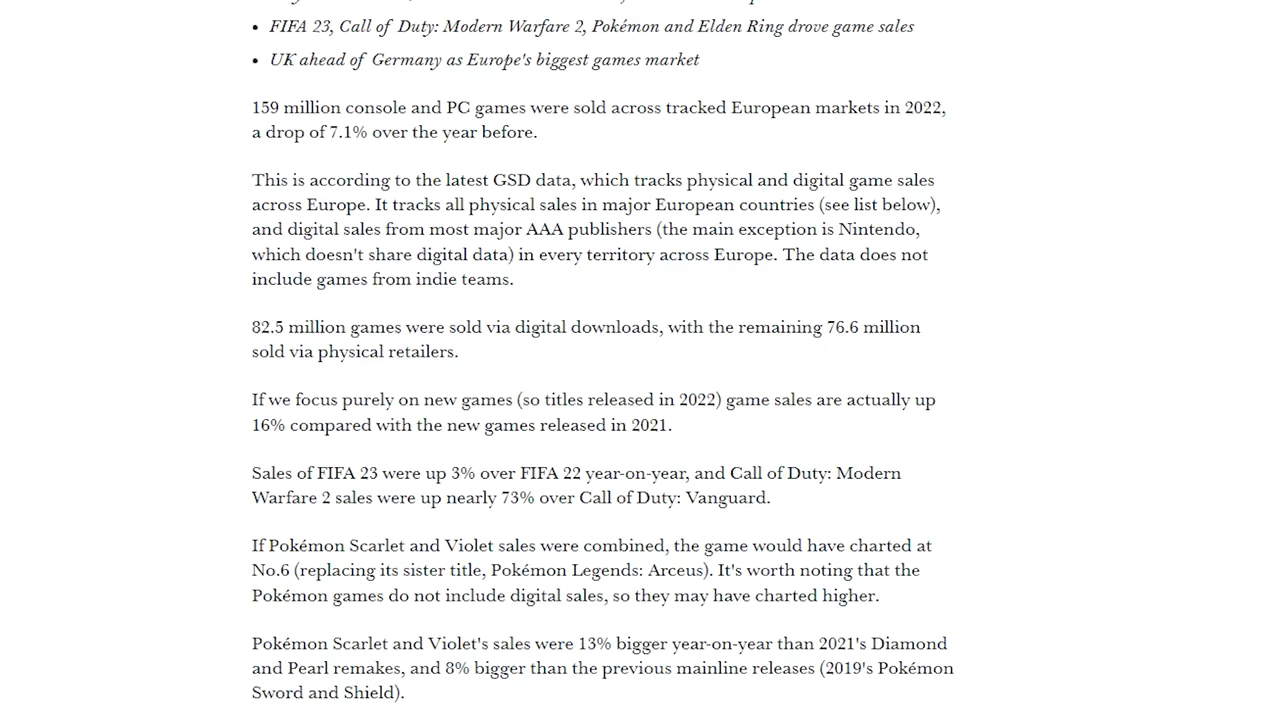 • FIFA 23, Call of Duty: Modern Warfare 2, Pokémon and Elden Ring drove game sales
• UK ahead of Germany as Europe's biggest games market
159 million console and PC games were sold across tracked European markets in 2022,
a drop of 7.1% over the year before.
This is according to the latest GSD data, which tracks physical and digital game sales
across Europe. It tracks all physical sales in major European countries (see list below),
and digital sales from most major AAA publishers (the main exception is Nintendo,
which doesn't share digital data) in every territory across Europe. The data does not
include games from indie teams.
82.5 million games were sold via digital downloads, with the remaining 76.6 million
sold via physical retailers.
If we focus purely on new games (so titles released in 2022) game sales are actually up
16% compared with the new games released in 2021.
Sales of FIFA 23 were up 3% over FIFA 22 year-on-year, and Call of Duty: Modern
Warfare 2 sales were up nearly 73% over Call of Duty: Vanguard.
If Pokémon Scarlet and Violet sales were combined, the game would have charted at
No.6 (replacing its sister title, Pokémon Legends: Arceus). It's worth noting that the
Pokémon games do not include digital sales, so they may have charted higher.
Pokémon Scarlet and Violet's sales were 13% bigger year-on-year than 2021's Diamond
and Pearl remakes, and 8% bigger than the previous mainline releases (2019's Pokémon
Sword and Shield).